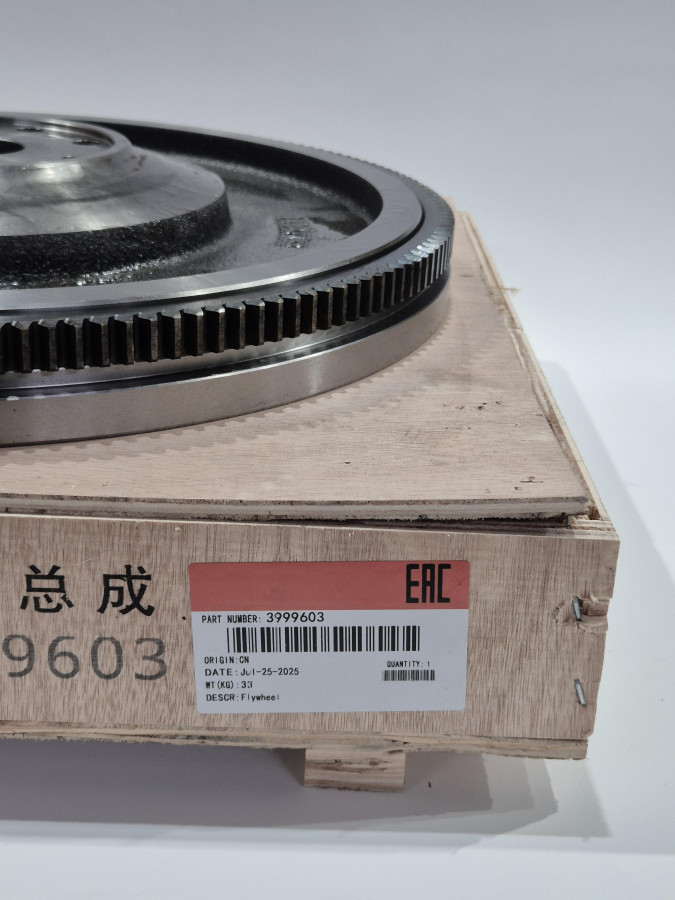 总成
9603
EAC
PART NUMBER: 3999603
ORIGIN:CN
QUANTITY: 1
DATE: Jul-25-2025
WT(KG): 33
DESCR: Flywheel